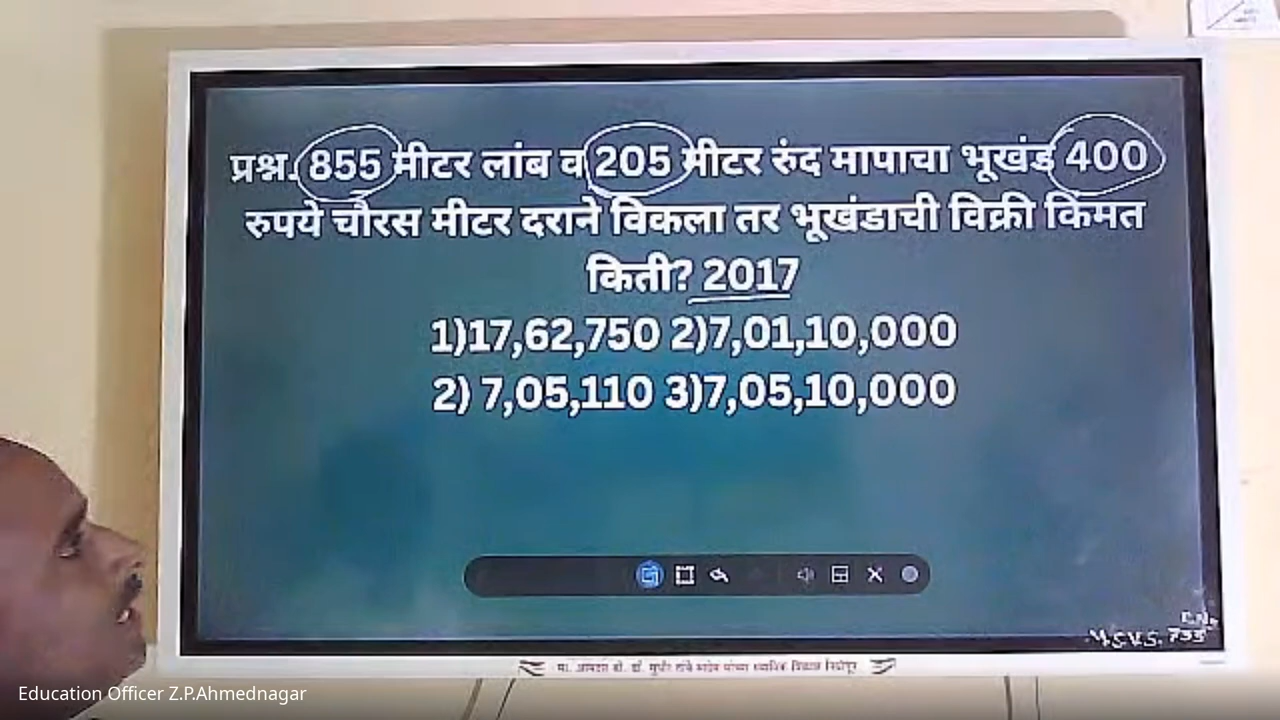 प्रश्न. 855 मीटर लांब व 205 मीटर रुंद मापाचा भूखंड 400
रुपये चौरस मीटर दराने विकला तर भूखंडाची विक्री किंमत
किती? 2017
1)17,62,750 2)7,01,10,000
2) 7,05,110 3)7,05,10,000
Education Officer Z.P.Ahmednagar